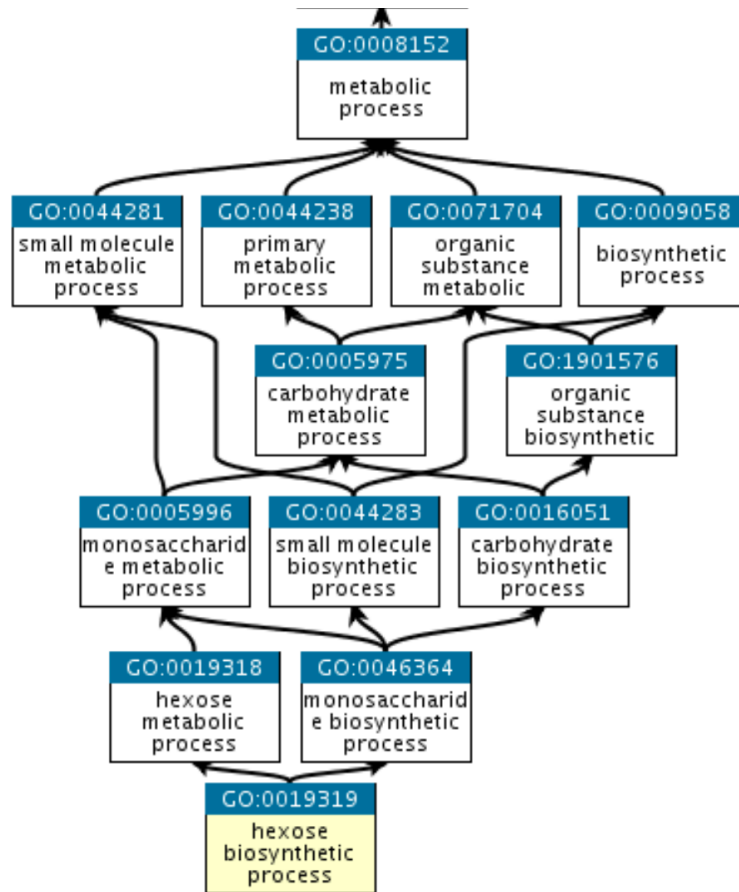 GO:0008152
metabolic
process
GO:0044281
small molecule
metabolic
process
GO:0044238
primary
metabolic
process
GO:0071704
organic
substance
metabolic
GO:0009058
biosynthetic
process
GO:0005975
carbohydrate
metabolic
process
GO:1901576
organic
substance
biosynthetic
GO:0005996
monosaccharid
e metabolic
process
GO:0044283
small molecule
biosynthetic
process
GO:0016051
carbohydrate
biosynthetic
process
GO:0019318
hexose
metabolic
process
GO:0046364
monosaccharid
e biosynthetic
process
GO:0019319
hexose
biosynthetic
process